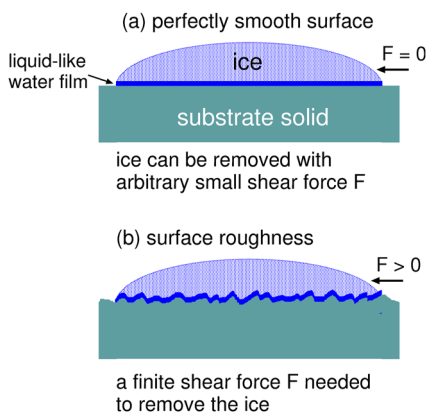 (a) perfectly smooth surface
liquid-like
water film
ice
F = 0
substrate solid
ice can be removed with
arbitrary small shear force F
(b) surface roughness
F > 0
a finite shear force F needed
to remove the ice